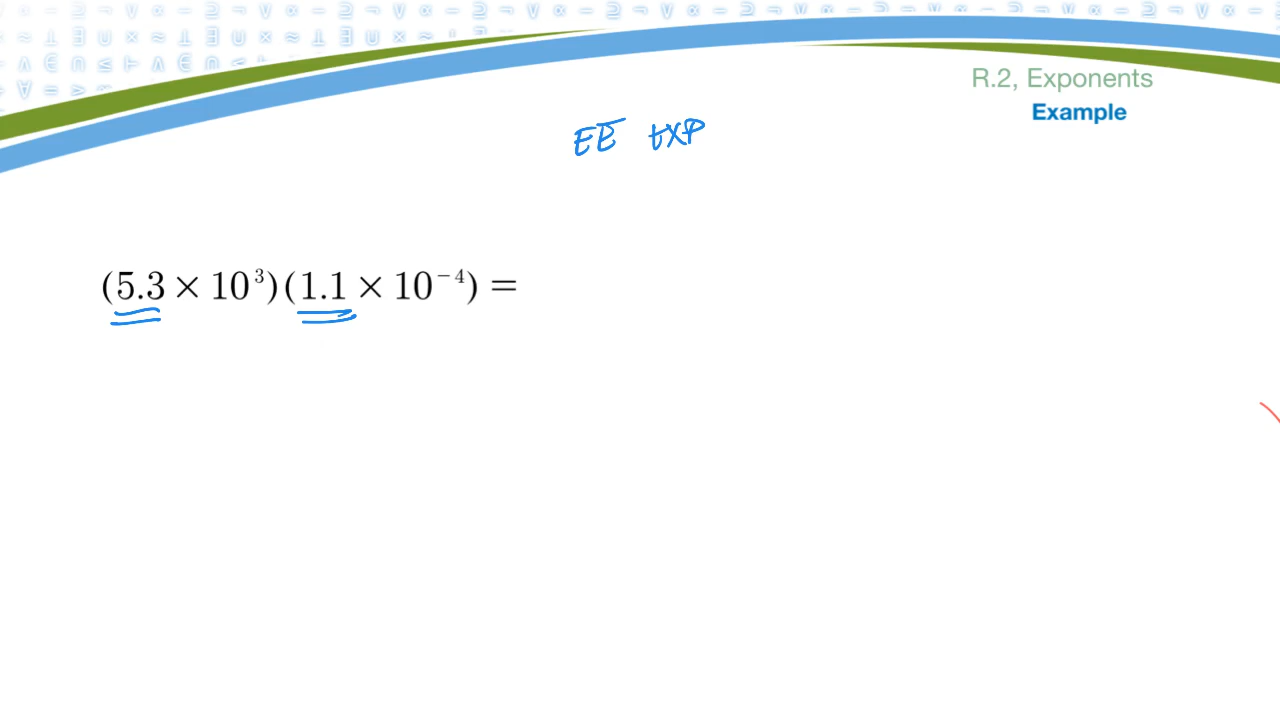 R.2, Exponents
Example
EE EXP
(5.3 × 10³)(1.1 × 10⁻⁴) =